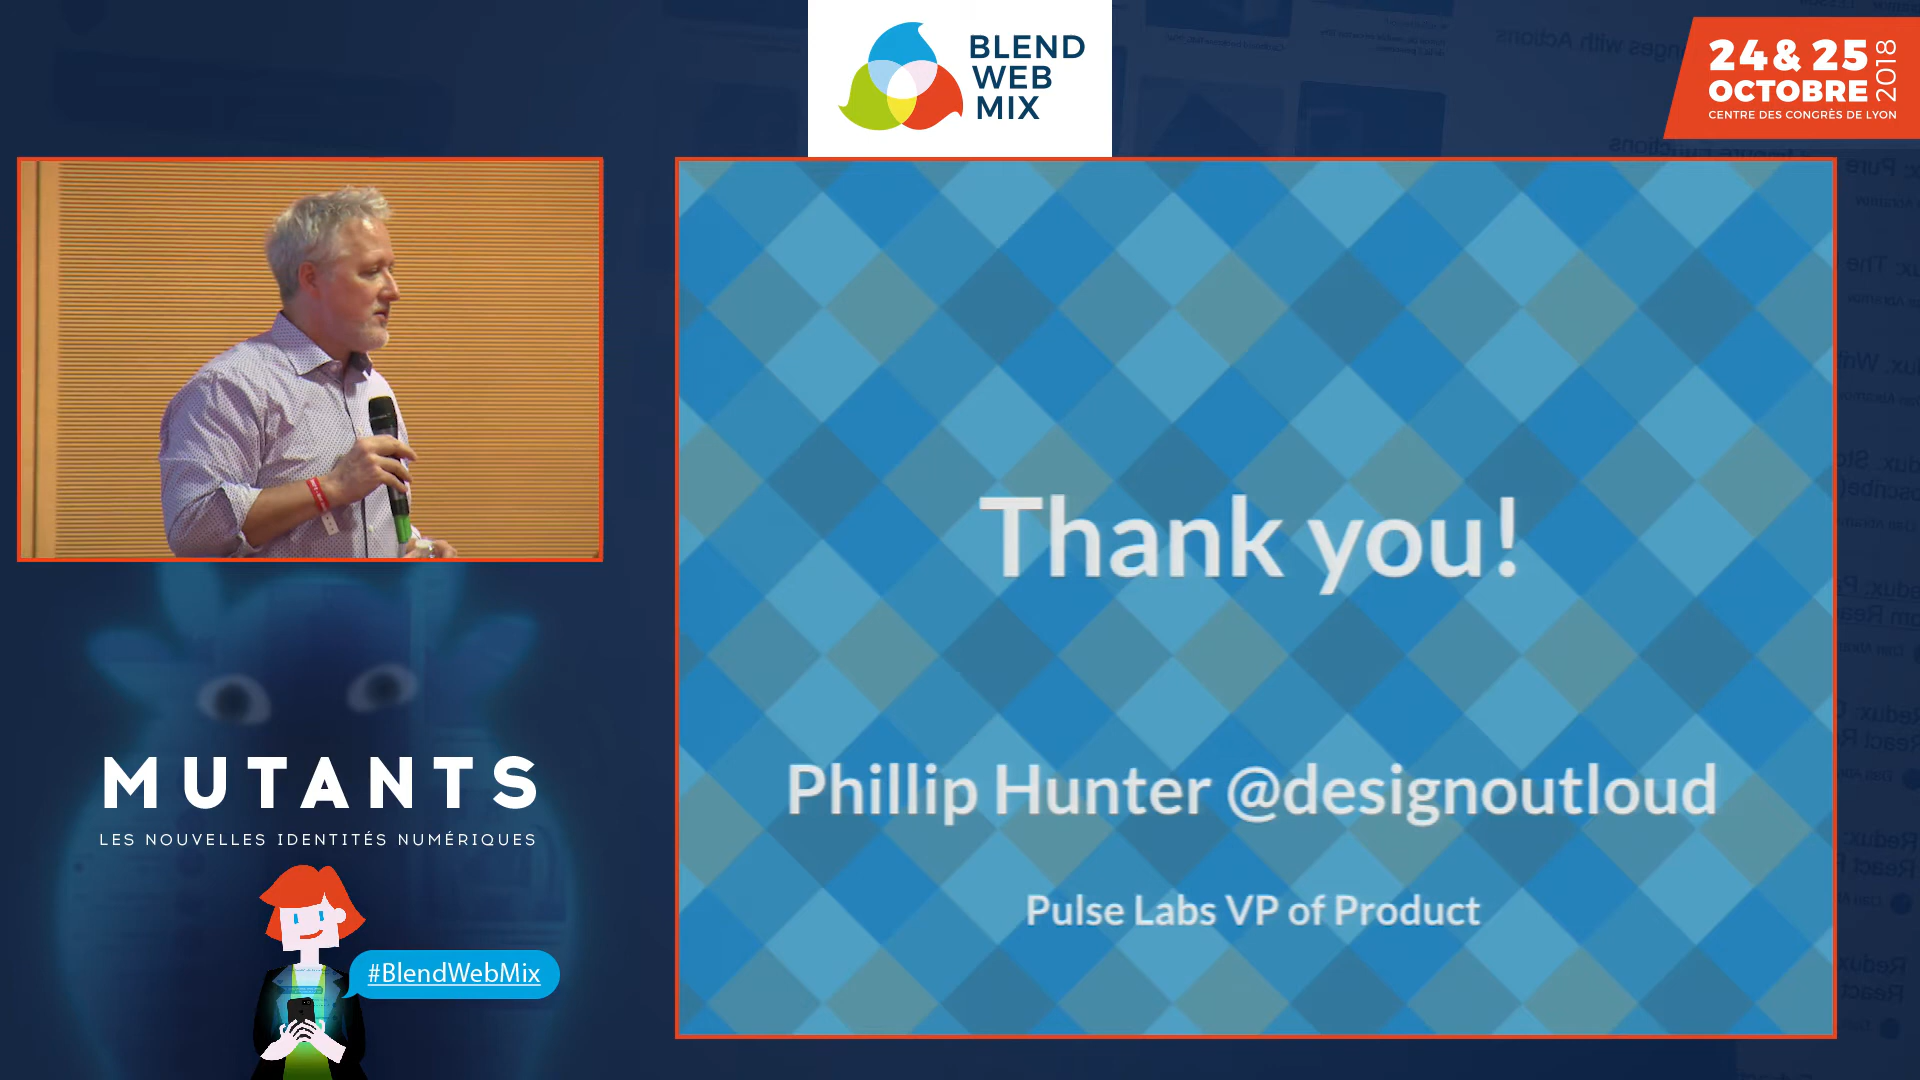 BLEND
WEB
MIX
24 & 25
OCTOBRE
2018
CENTRE DES CONGRÈS DE LYON
Thank you!
Phillip Hunter @designoutloud
Pulse Labs VP of Product
MUTANTS
LES NOUVELLES IDENTITÉS NUMÉRIQUES
#BlendWebMix